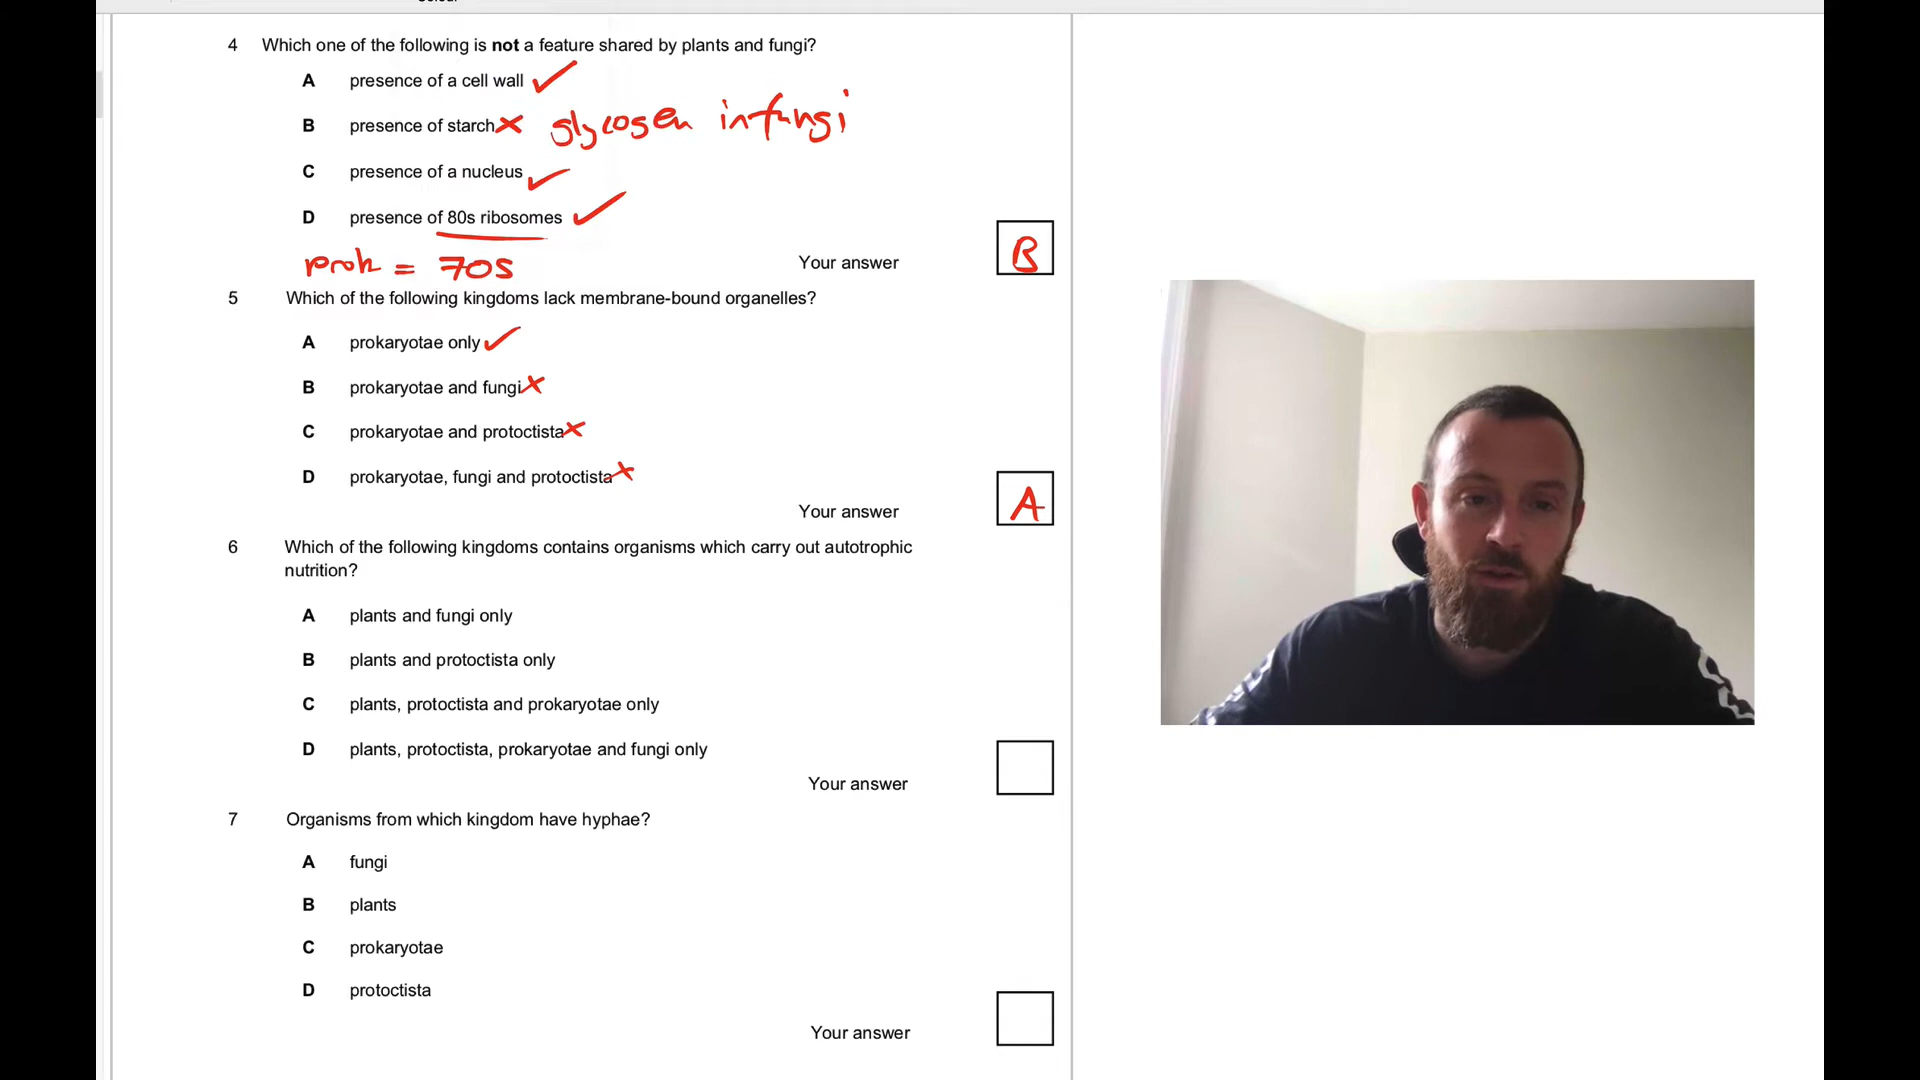 4 Which one of the following is not a feature shared by plants and fungi?
A presence of a cell wall
B presence of starch glycogen in fungi
C presence of a nucleus
D presence of 80s ribosomes
prok = 70S
Your answer B
5 Which of the following kingdoms lack membrane-bound organelles?
A prokaryotae only
B prokaryotae and fungi
C prokaryotae and protoctista
D prokaryotae, fungi and protoctista
Your answer A
6 Which of the following kingdoms contains organisms which carry out autotrophic
nutrition?
A plants and fungi only
B plants and protoctista only
C plants, protoctista and prokaryotae only
D plants, protoctista, prokaryotae and fungi only
Your answer
7 Organisms from which kingdom have hyphae?
A fungi
B plants
C prokaryotae
D protoctista
Your answer